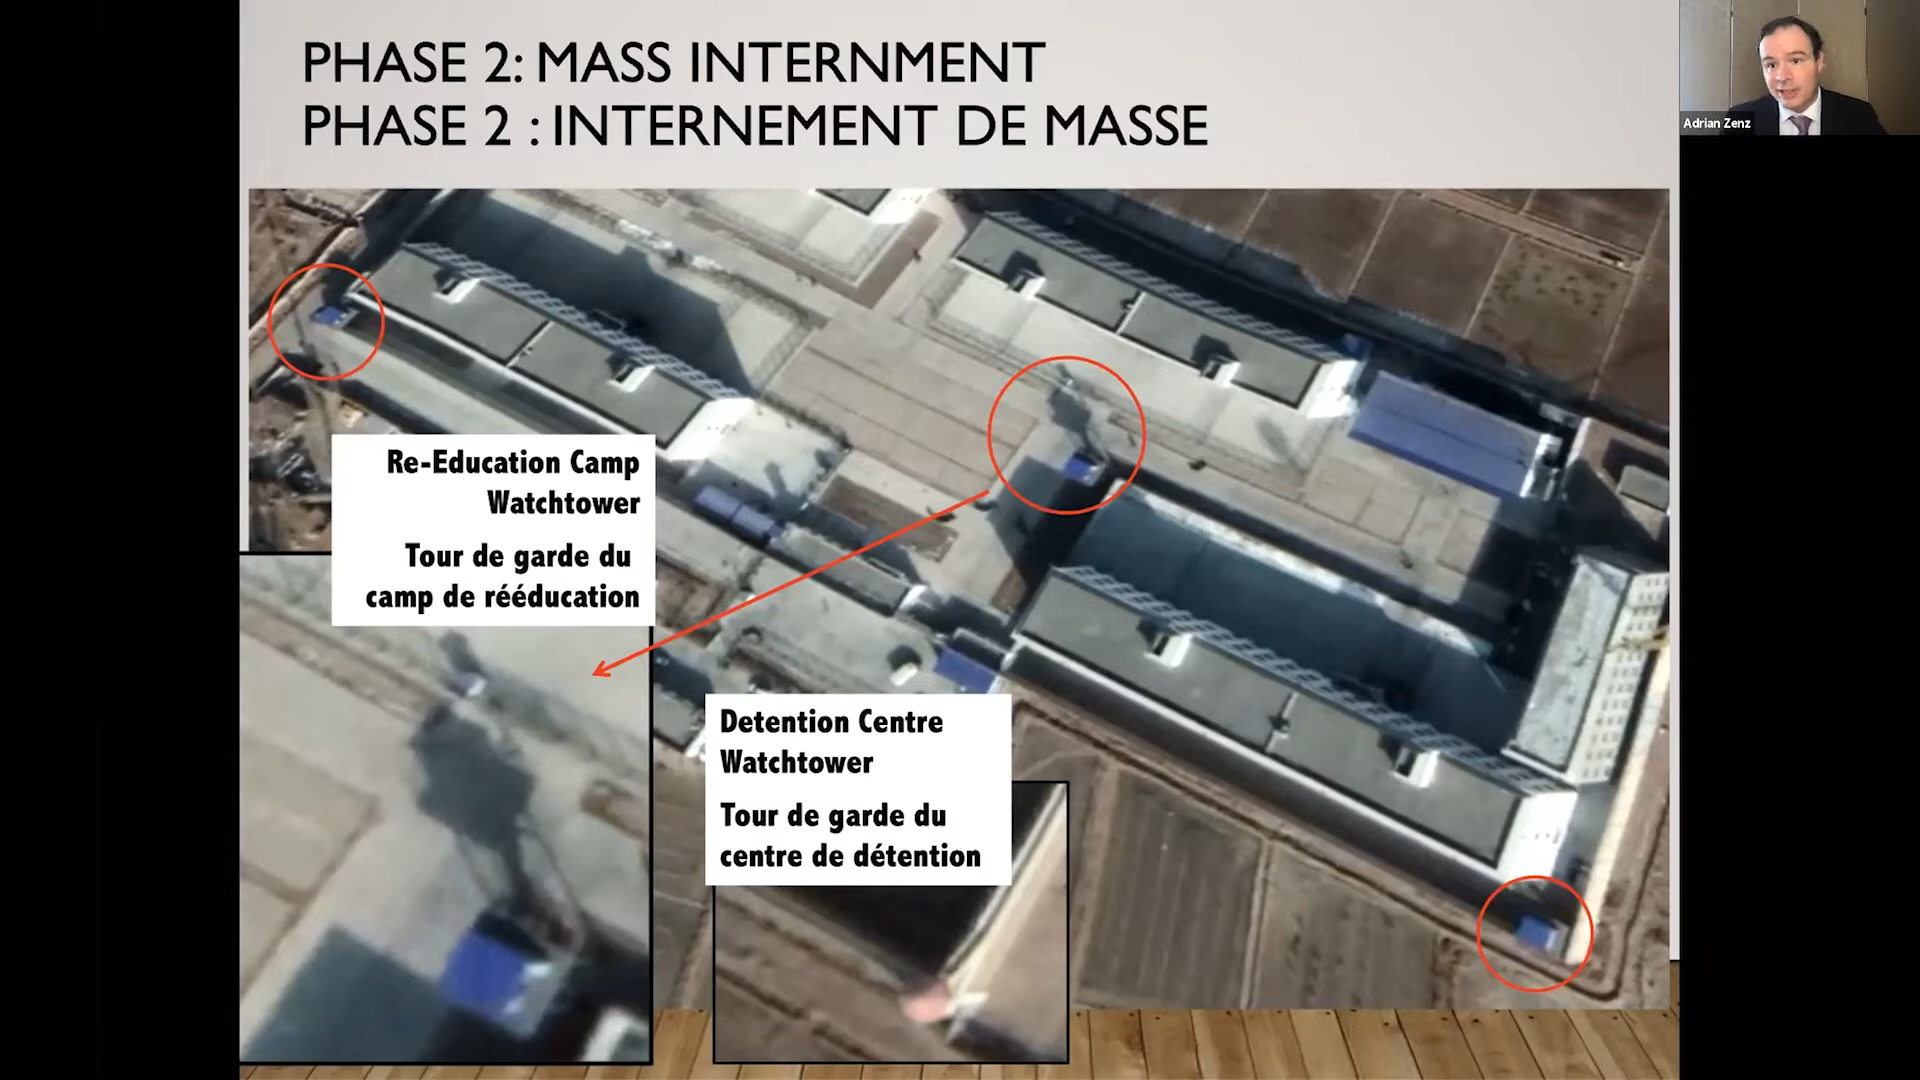 PHASE 2: MASS INTERNMENT
PHASE 2 : INTERNEMENT DE MASSE
Adrian Zenz
Re-Education Camp
Watchtower
Tour de garde du
camp de rééducation
Detention Centre
Watchtower
Tour de garde du
centre de détention